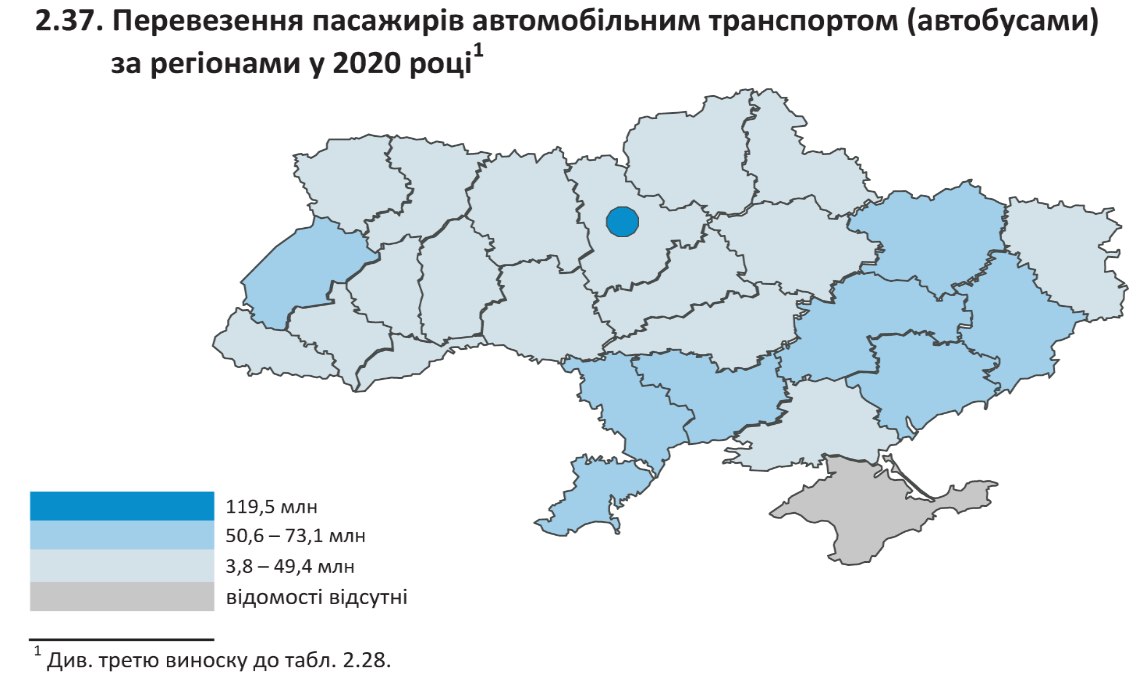 2.37. Перевезення пасажирів автомобільним транспортом (автобусами)
за регіонами у 2020 році¹
119,5 млн
50,6 – 73,1 млн
3,8 – 49,4 млн
відомості відсутні
¹ Див. третю виноску до табл. 2.28.